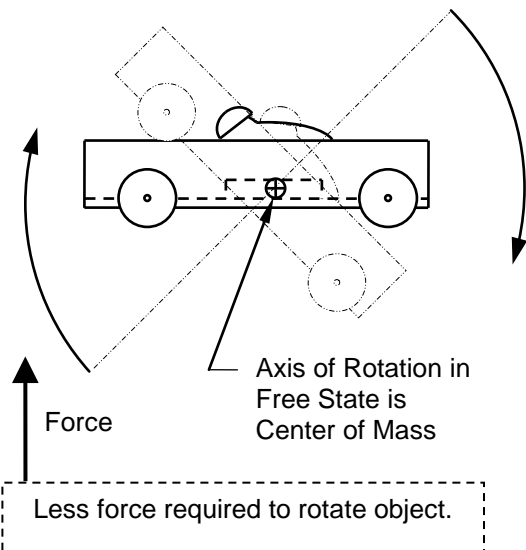 Axis of Rotation in
Free State is
Center of Mass
Force
Less force required to rotate object.